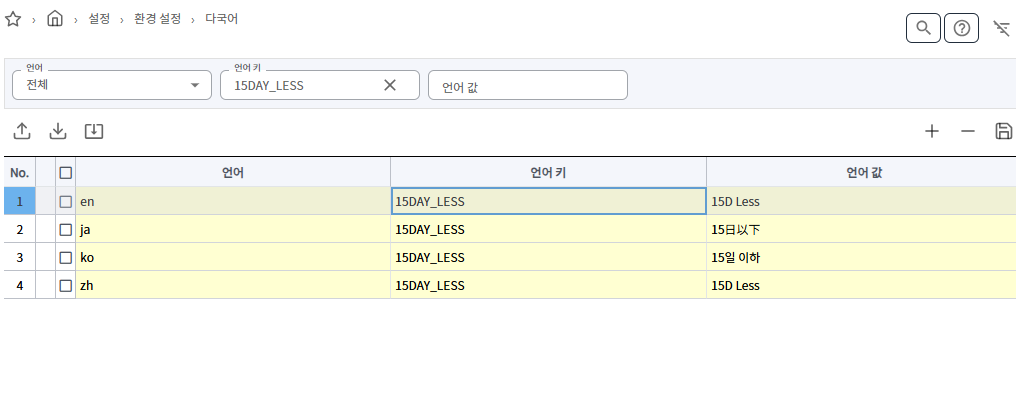 › › 설정 › 환경 설정 › 다국어
언어 언어 키
전체 15DAY_LESS 언어 값
No. 언어 언어 키 언어 값
1 en 15DAY_LESS 15D Less
2 ja 15DAY_LESS 15日以下
3 ko 15DAY_LESS 15일 이하
4 zh 15DAY_LESS 15D Less